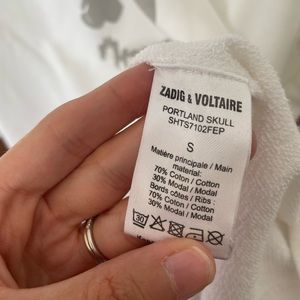 ZADIG & VOLTAIRE
PORTLAND SKULL
SHTS7102FEP
S
Matière principale / Main
material:
70% Coton / Cotton
30% Modal / Modal
Bords côtes / Ribs :
70% Coton / Cotton
30% Modal / Modal
30